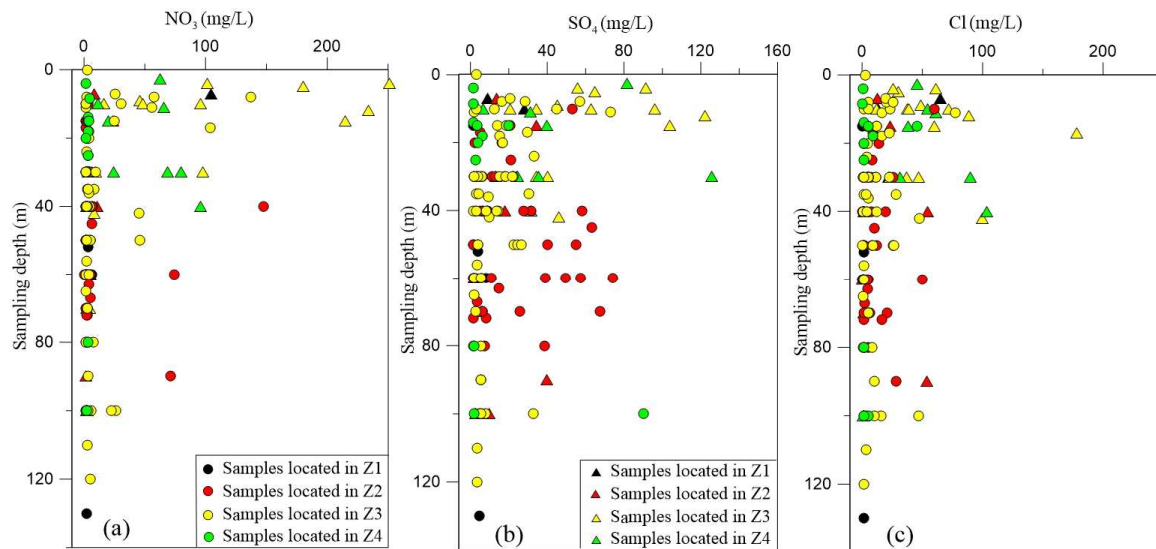 NO3 (mg/L)
0 100 200
Sampling depth (m)
0
40
80
120
Samples located in Z1
Samples located in Z2
Samples located in Z3
Samples located in Z4
(a)
SO4 (mg/L)
0 40 80 120 160
Sampling depth (m)
0
40
80
120
Samples located in Z1
Samples located in Z2
Samples located in Z3
Samples located in Z4
(b)
Cl (mg/L)
0 100 200
Sampling depth (m)
0
40
80
120
(c)